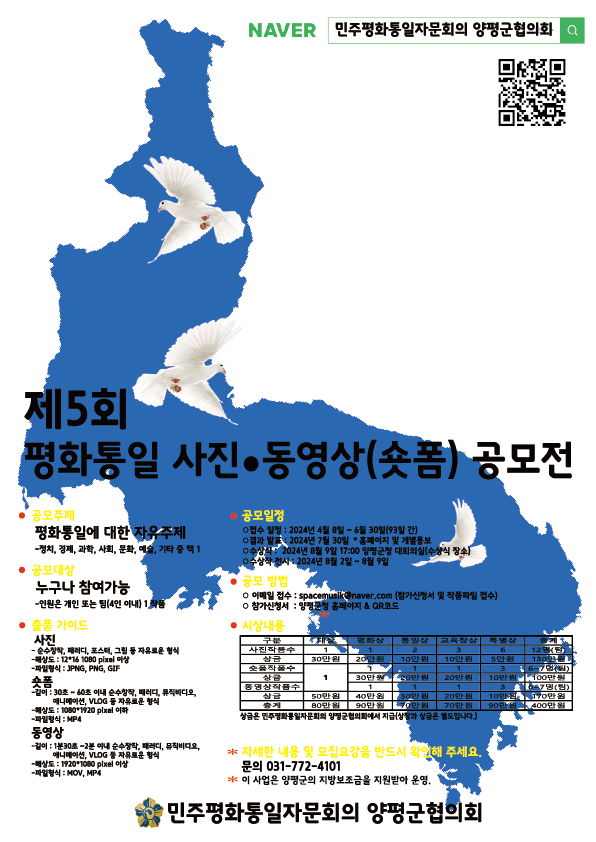 NAVER 민주평화통일자문회의 양평군협의회
제5회
평화통일 사진•동영상(숏폼) 공모전
공모주제
평화통일에 대한 자유주제
-정치, 경제, 과학, 사회, 문화, 예술, 기타 중 택 1
공모대상
누구나 참여가능
-인원은 개인 또는 팀(4인 이내) 1 작품
출품 가이드
사진
- 순수창작, 패러디, 포스터, 그림 등 자유로운 형식
-해상도 : 12*16 1080 pixel 이상
-파일형식 : JPNG, PNG, GIF
숏폼
-길이 : 30초 ~ 60초 이내 순수창작, 패러디, 뮤직비디오,
애니메이션, VLOG 등 자유로운 형식
-해상도 : 1080*1920 pixel 이하
-파일형식 : MP4
동영상
-길이 : 1분30초 ~2분 이내 순수창작, 패러디, 뮤직비디오,
애니메이션, VLOG 등 자유로운 형식
-해상도 : 1920*1080 pixel 이상
-파일형식 : MOV, MP4
공모일정
○접수 일정 : 2024년 4월 8일 ~ 6월 30일(93일 간)
○결과 발표 : 2024년 7월 30일 * 홈페이지 및 개별통보
○수상식 : 2024년 8월 9일 17:00 양평군청 대회의실(수상식 장소)
○수상작 전시 : 2024년 8월 2일 ~ 8월 9일
공모 방법
○ 이메일 접수 : spacemusik@naver.com (참가신청서 및 작품파일 접수)
○ 참가신청서 : 양평군청 홈페이지 & QR코드
시상내용
구분 대상 평화상 통일상 교육장상 특별상 총계
사진작품수 1 1 2 3 6 12명(팀)
상금 30만원 20만원 10만원 10만원 5만원 130만원
숏폼작품수 1 1 1 3 6~7명(팀)
상금 1 30만원 20만원 20만원 10만원 100만원
동영상작품수 1 1 1 3 6~7명(팀)
상금 50만원 40만원 30만원 20만원 10만원 170만원
총계 80만원 90만원 70만원 70만원 90만원 400만원
상금은 민주평화통일자문회의 양평군협의회에서 지급(상장과 상금은 별도입니다.)
* 자세한 내용 및 모집요강을 반드시 확인해 주세요.
문의 031-772-4101
* 이 사업은 양평군의 지방보조금을 지원받아 운영.
민주평화통일자문회의 양평군협의회